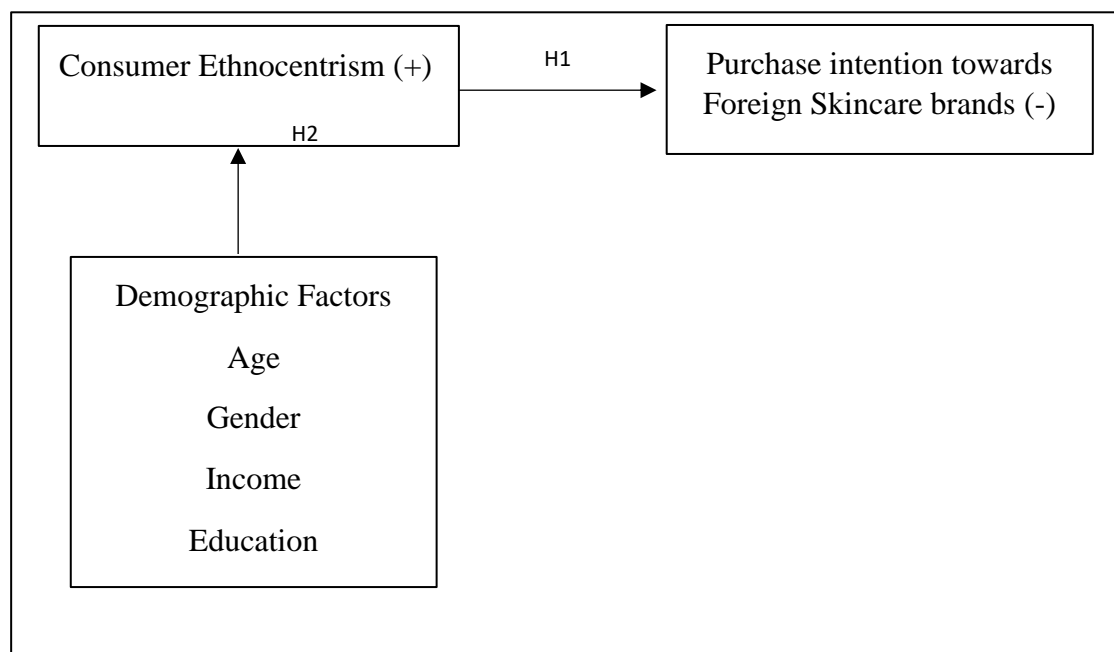 Consumer Ethnocentrism (+)
H1
Purchase intention towards
Foreign Skincare brands (-)
H2
Demographic Factors
Age
Gender
Income
Education